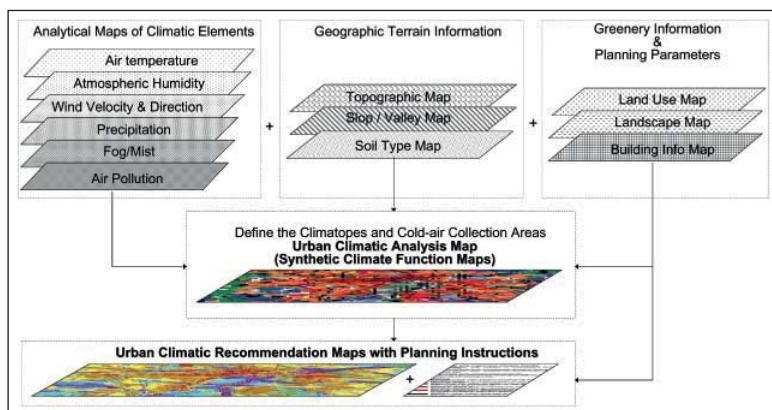 Analytical Maps of Climatic Elements
Air temperature
Atmospheric Humidity
Wind Velocity & Direction
Precipitation
Fog/Mist
Air Pollution
+
Geographic Terrain Information
Topographic Map
Slop / Valley Map
Soil Type Map
+
Greenery Information
&
Planning Parameters
Land Use Map
Landscape Map
Building Info Map
Define the Climatopes and Cold-air Collection Areas
Urban Climatic Analysis Map
(Synthetic Climate Function Maps)
Urban Climatic Recommendation Maps with Planning Instructions
+